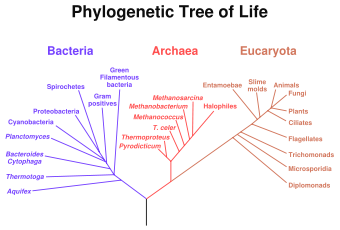 Phylogenetic Tree of Life
Bacteria
Archaea
Eucaryota
Green
Filamentous
bacteria
Spirochetes
Gram
positives
Proteobacteria
Cyanobacteria
Planctomyces
Bacteroides
Cytophaga
Thermotoga
Aquifex
Methanosarcina
Methanobacterium
Halophiles
Methanococcus
T. celer
Thermoproteus
Pyrodicticum
Entamoebae
Slime
molds
Animals
Fungi
Plants
Ciliates
Flagellates
Trichomonads
Microsporidia
Diplomonads